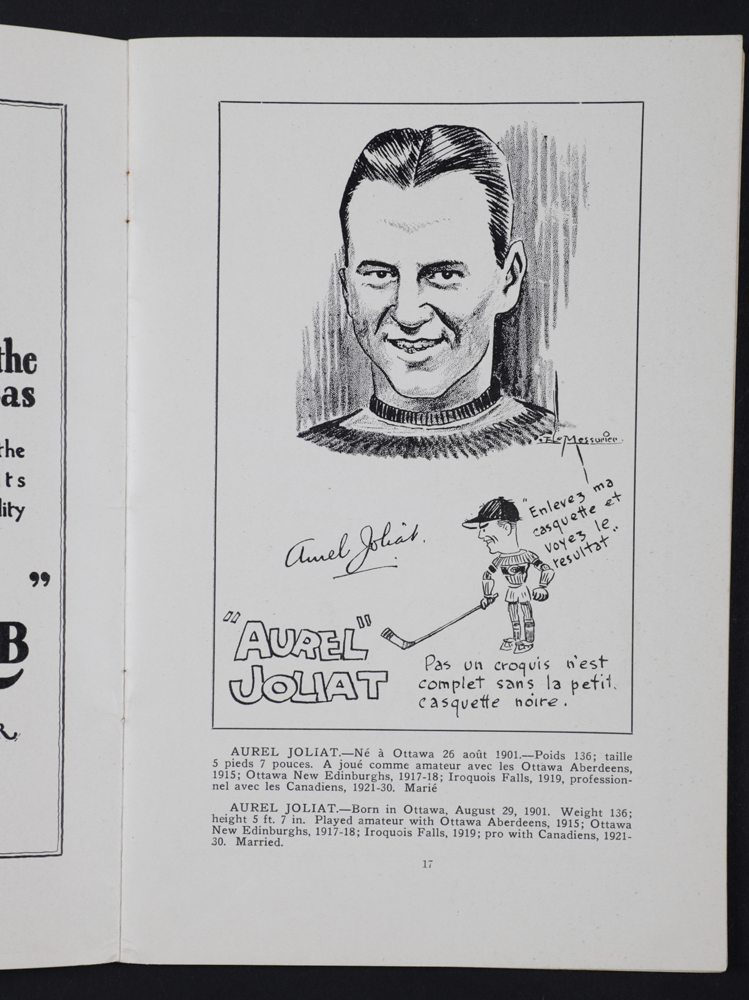 the
as
the
ts
lity
”
B
R
LeMessurier.
"Enlevez ma
casquette et
voyez le
resultat"
Aurel Joliat.
"AUREL"
JOLIAT
Pas un croquis n'est
complet sans la petit.
casquette noire.
AUREL JOLIAT.—Né à Ottawa 26 août 1901.—Poids 136; taille
5 pieds 7 pouces. A joué comme amateur avec les Ottawa Aberdeens,
1915; Ottawa New Edinburghs, 1917-18; Iroquois Falls, 1919, profession-
nel avec les Canadiens, 1921-30. Marié
AUREL JOLIAT.—Born in Ottawa, August 29, 1901. Weight 136;
height 5 ft. 7 in. Played amateur with Ottawa Aberdeens, 1915; Ottawa
New Edinburghs, 1917-18; Iroquois Falls, 1919; pro with Canadiens, 1921-
30. Married.
17